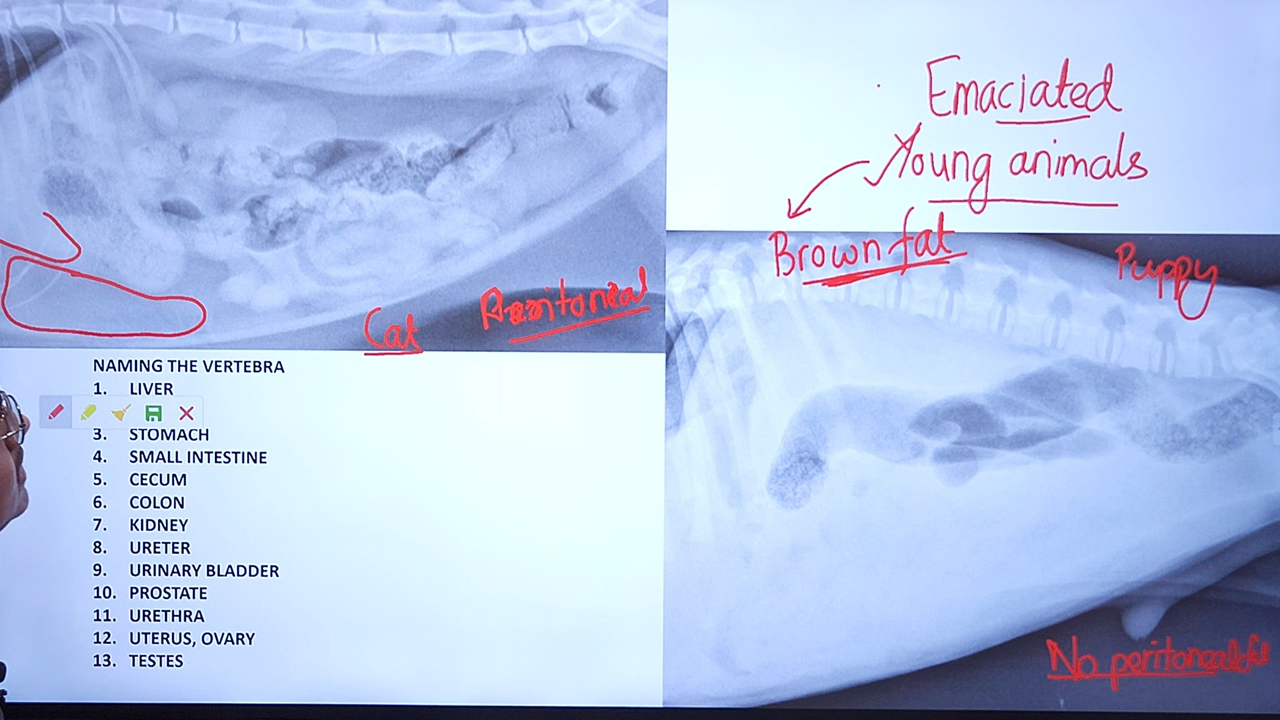 Emaciated
Young animals
Brown fat
Puppy
Cat
NAMING THE VERTEBRA
1. LIVER
3. STOMACH
4. SMALL INTESTINE
5. CECUM
6. COLON
7. KIDNEY
8. URETER
9. URINARY BLADDER
10. PROSTATE
11. URETHRA
12. UTERUS, OVARY
13. TESTES
No peritoneal